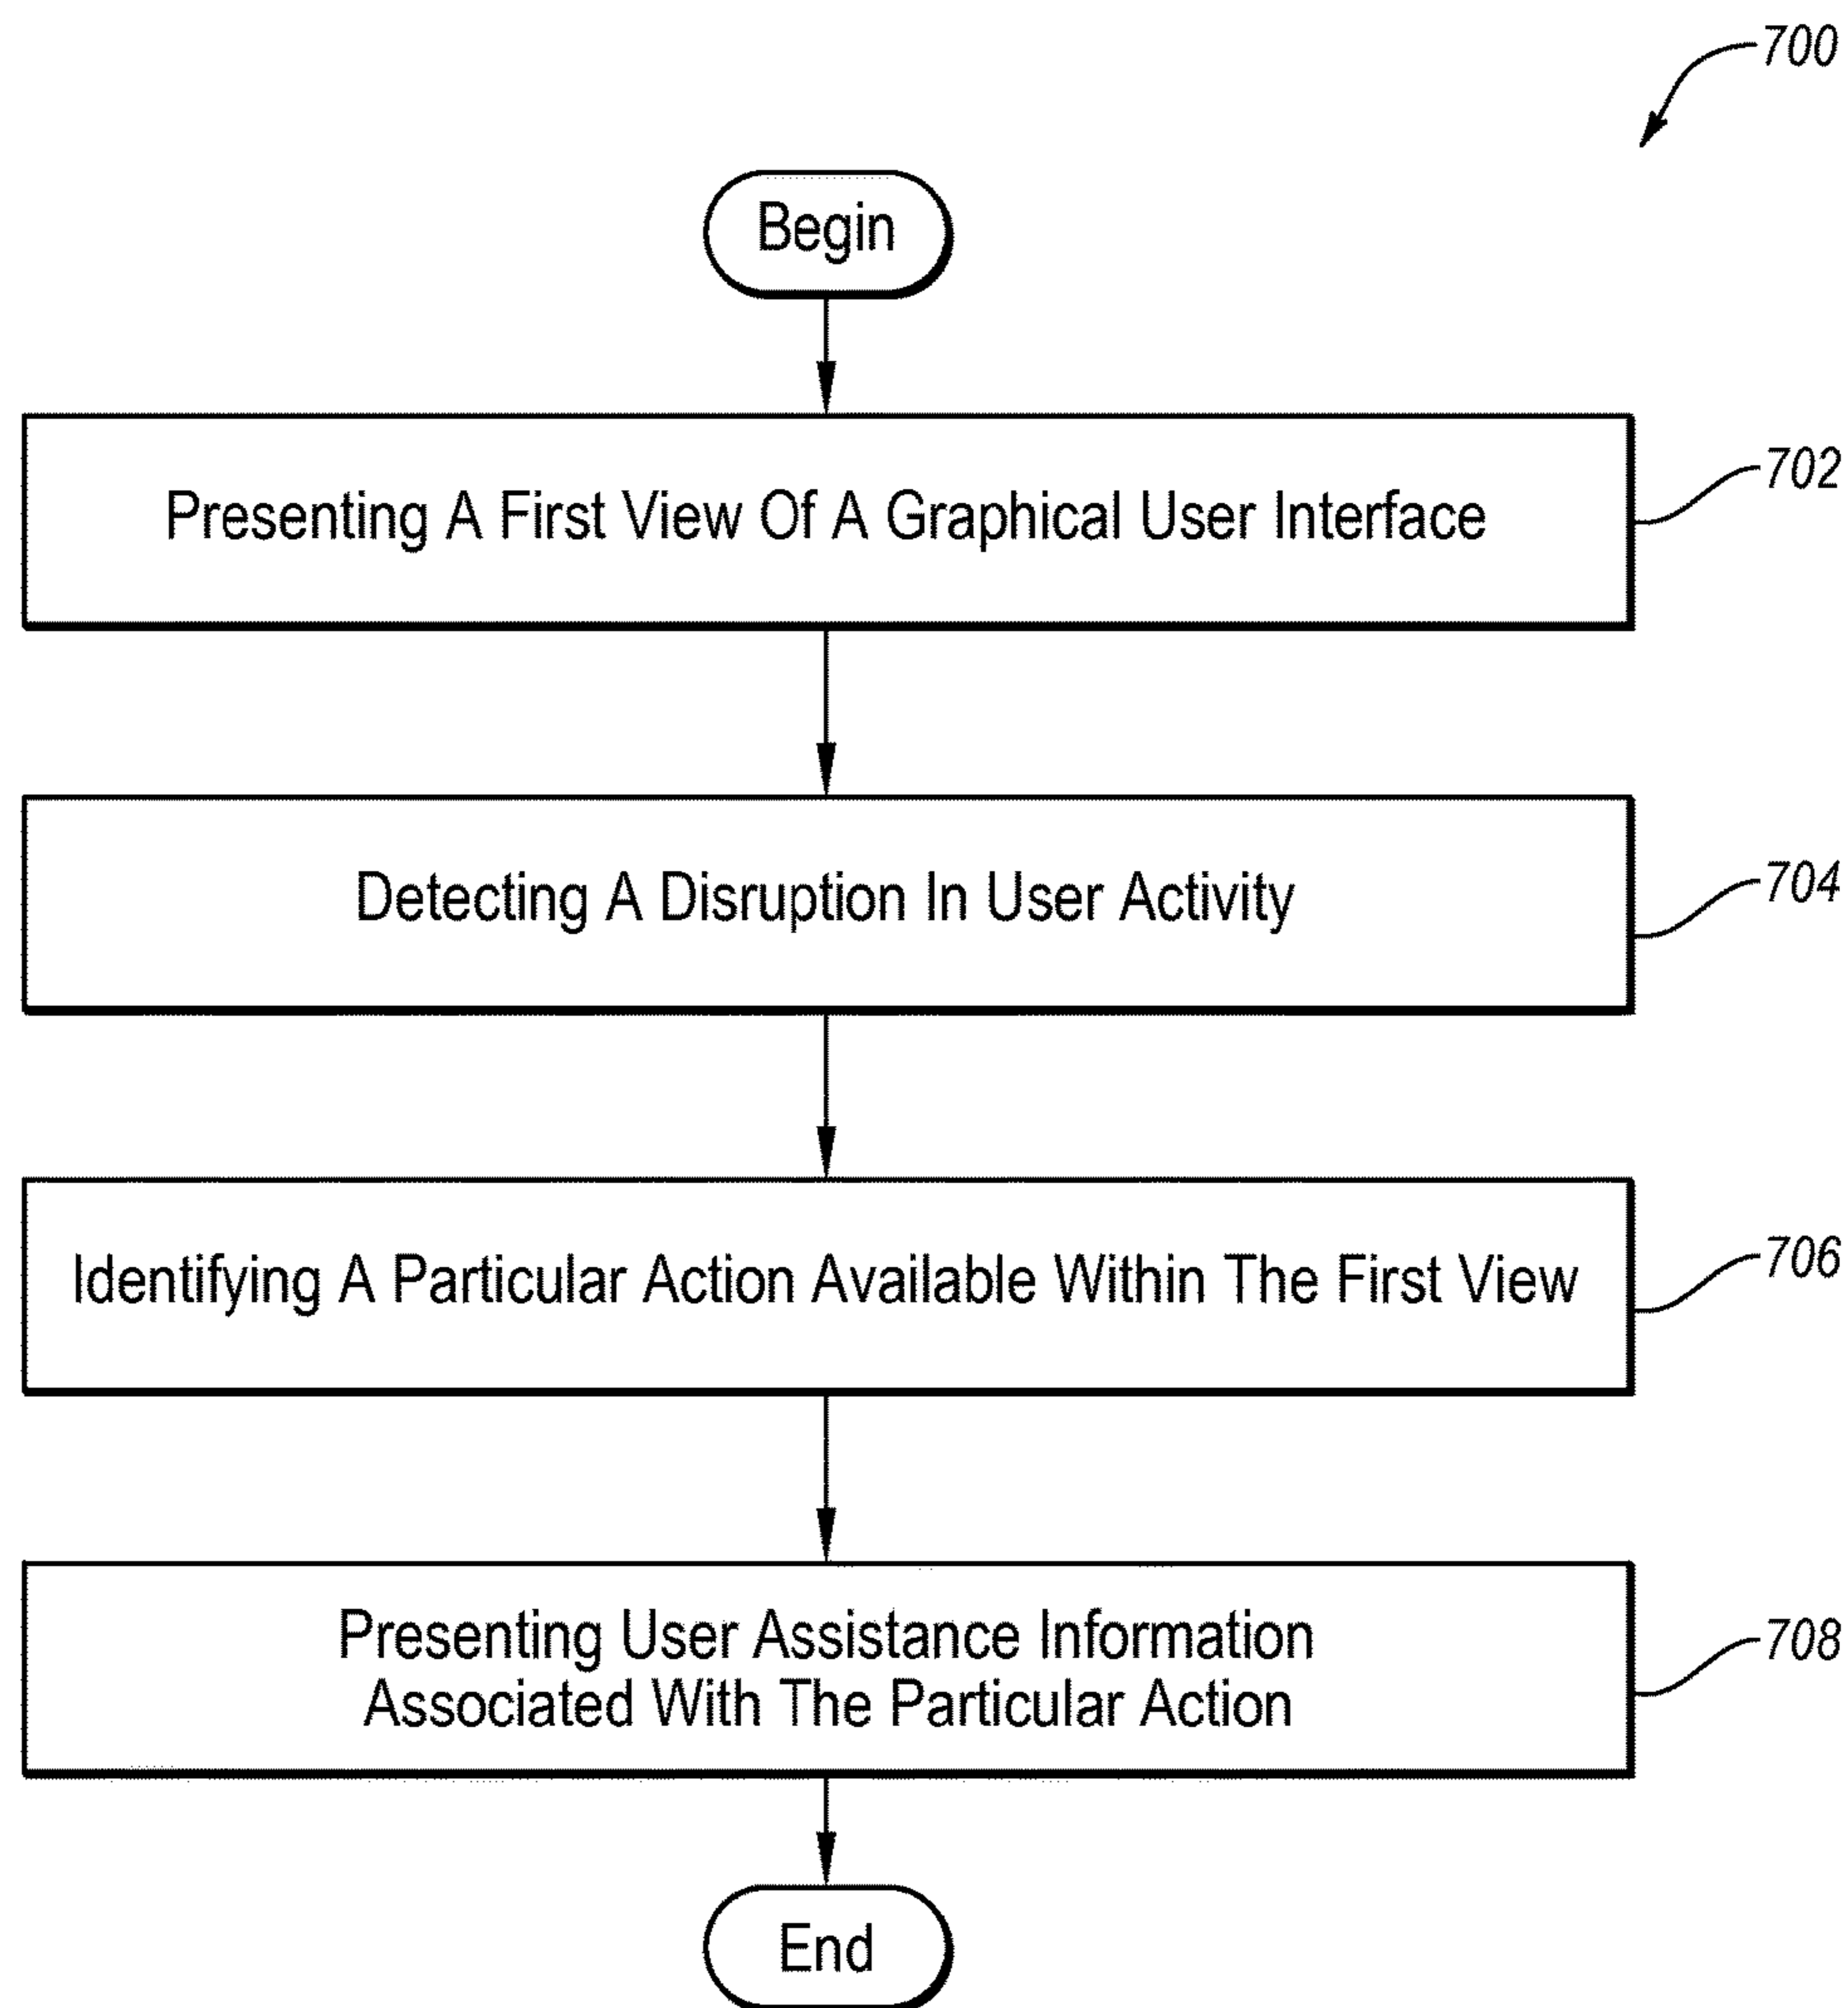 700
Begin
Presenting A First View Of A Graphical User Interface
702
Detecting A Disruption In User Activity
704
Identifying A Particular Action Available Within The First View
706
Presenting User Assistance Information
Associated With The Particular Action
708
End